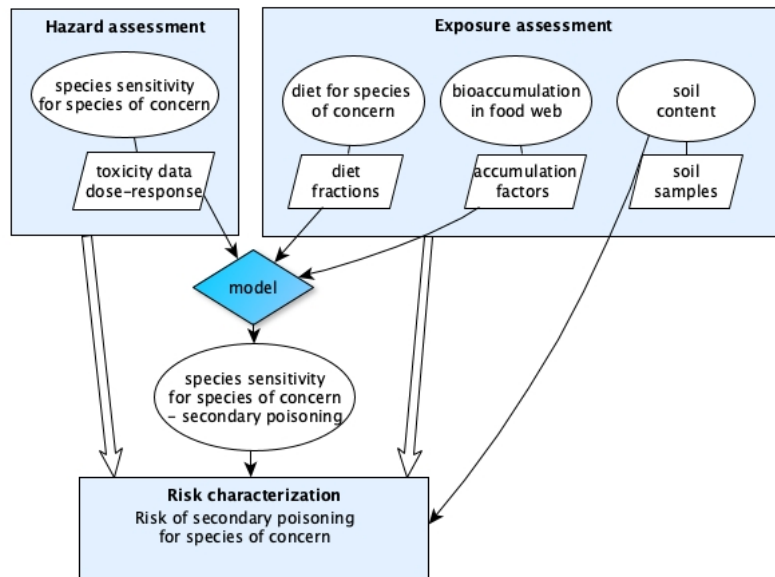 Hazard assessment
species sensitivity
for species of concern
toxicity data
dose-response
Exposure assessment
diet for species
of concern
bioaccumulation
in food web
soil
content
diet
fractions
accumulation
factors
soil
samples
model
species sensitivity
for species of concern
- secondary poisoning
Risk characterization
Risk of secondary poisoning
for species of concern